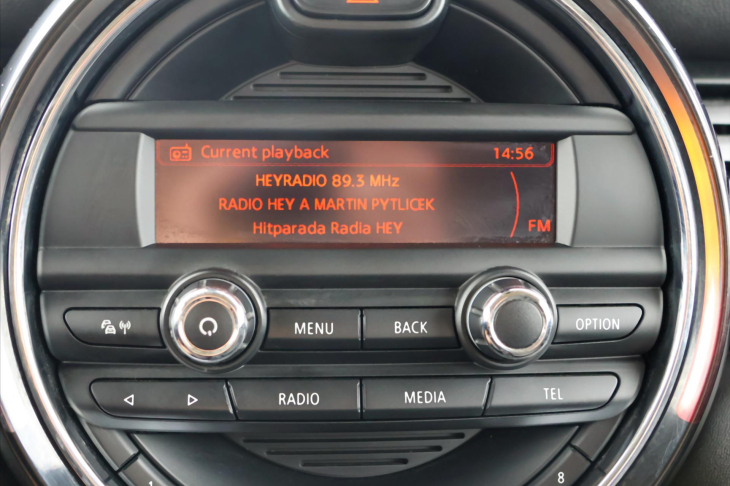 Current playback 14:56
HEYRADIO 89.3 MHz
RADIO HEY A MARTIN PYTLICEK
Hitparada Radia HEY
FM
MENU BACK OPTION
RADIO MEDIA TEL
1 8